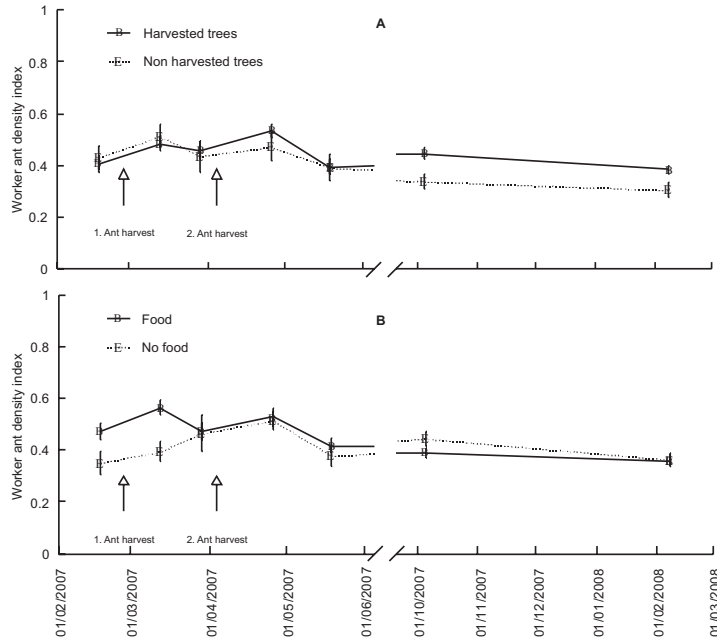 1
A
B Harvested trees
E Non harvested trees
0.8
0.6
0.4
0.2
0
Worker ant density index
B B B B B B B
E E E E E E E
1. Ant harvest 2. Ant harvest
1
B
B Food
E No food
0.8
0.6
0.4
0.2
0
Worker ant density index
B B B B B B B
E E E E E E E
1. Ant harvest 2. Ant harvest
01/02/2007
01/03/2007
01/04/2007
01/05/2007
01/06/2007
01/10/2007
01/11/2007
01/12/2007
01/01/2008
01/02/2008
01/03/2008